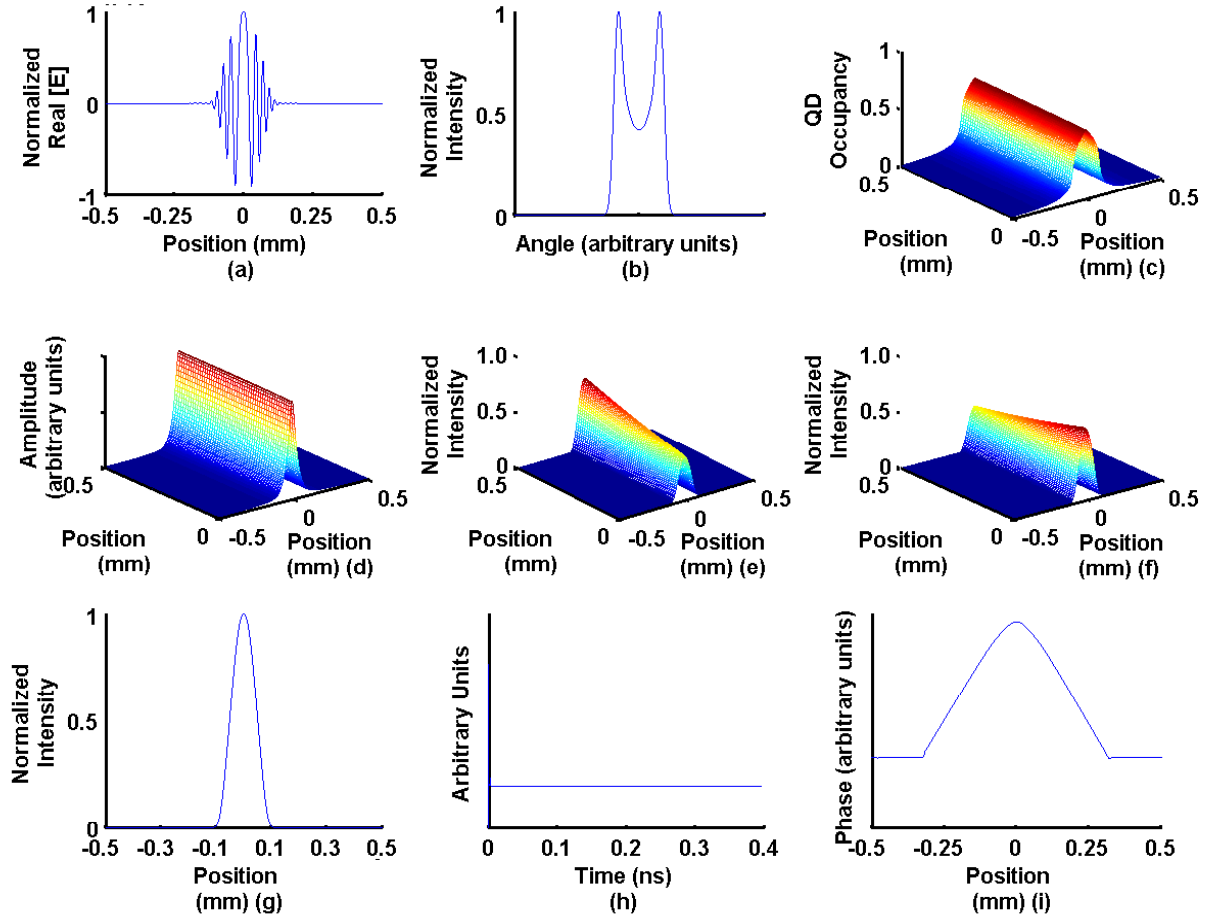 1
0
-1
Normalized
Real [E]
-0.5 -0.25 0 0.25 0.5
Position (mm)
(a)
1
0.5
0
Normalized
Intensity
Angle (arbitrary units)
(b)
1
0.5
0
QD
Occupancy
0.5
0
-0.5
0
0.5
Position
(mm)
Position
(mm) (c)
Amplitude
(arbitrary units)
0.5
0
-0.5
0
0.5
Position
(mm)
Position
(mm) (d)
1.0
0.5
0
Normalized
Intensity
0.5
0
-0.5
0
0.5
Position
(mm)
Position
(mm) (e)
1.0
0.5
0
Normalized
Intensity
0.5
0
-0.5
0
0.5
Position
(mm)
Position
(mm) (f)
1
0.5
0
Normalized
Intensity
-0.5 -0.3 -0.1 0.1 0.3 0.5
Position
(mm) (g)
Arbitrary Units
0 0.1 0.2 0.3 0.4
Time (ns)
(h)
Phase (arbitrary units)
-0.5 -0.25 0 0.25 0.5
Position
(mm) (i)